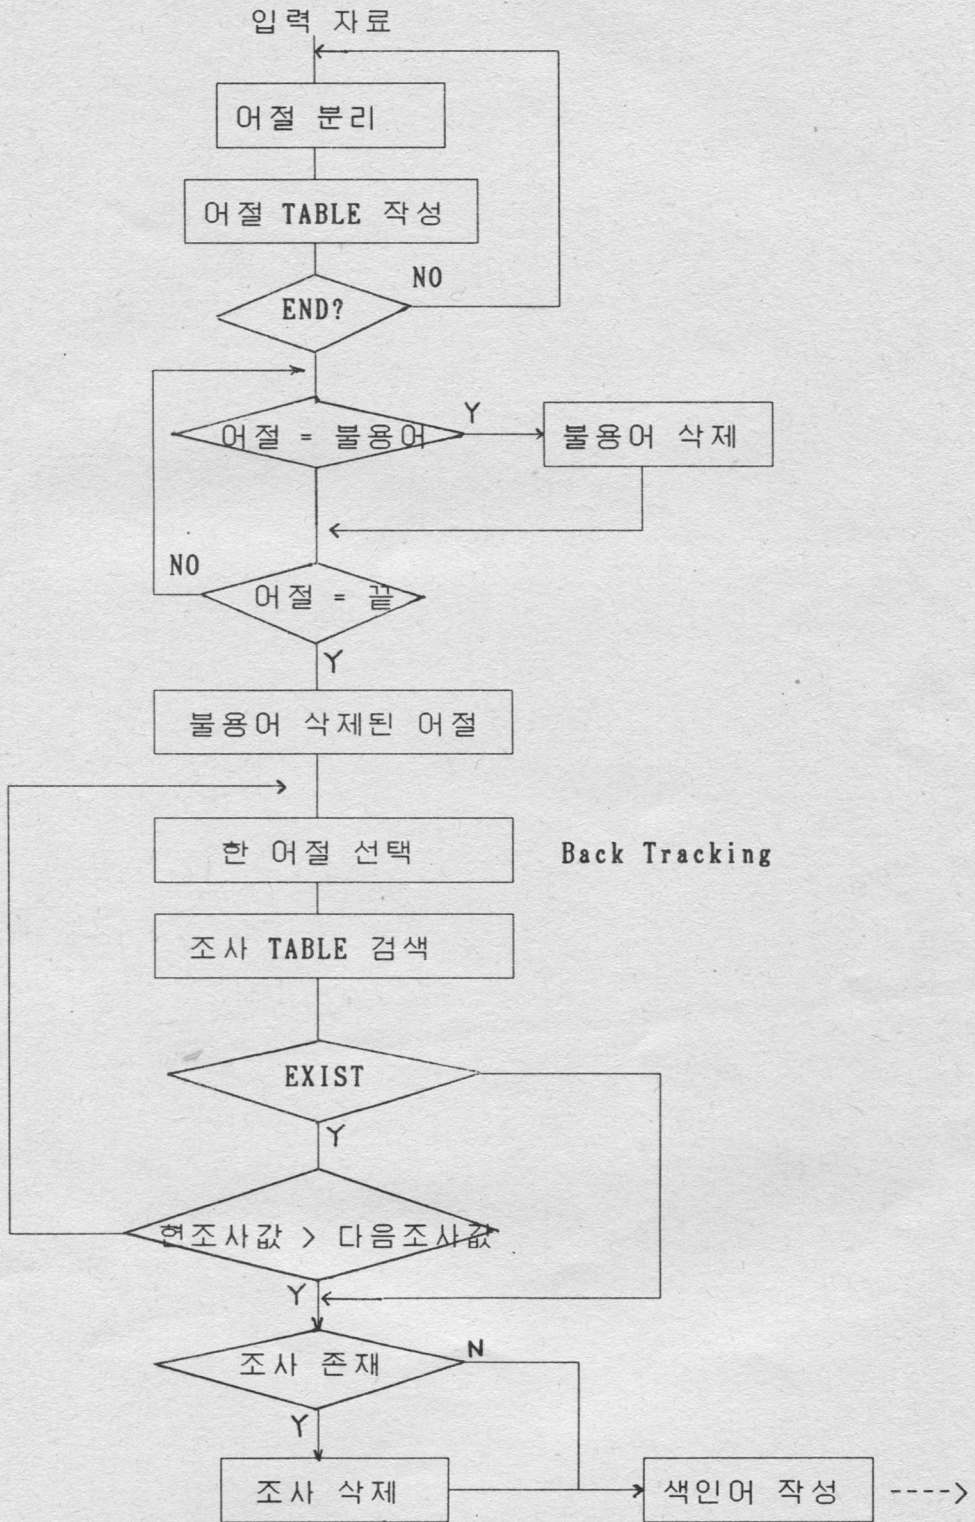 입력 자료
어절 분리
어절 TABLE 작성
NO
END?
Y
어절 = 불용어
불용어 삭제
NO
어절 = 끝
Y
불용어 삭제된 어절
한 어절 선택
Back Tracking
조사 TABLE 검색
EXIST
Y
현조사값 > 다음조사값
Y
조사 존재
N
Y
조사 삭제
색인어 작성